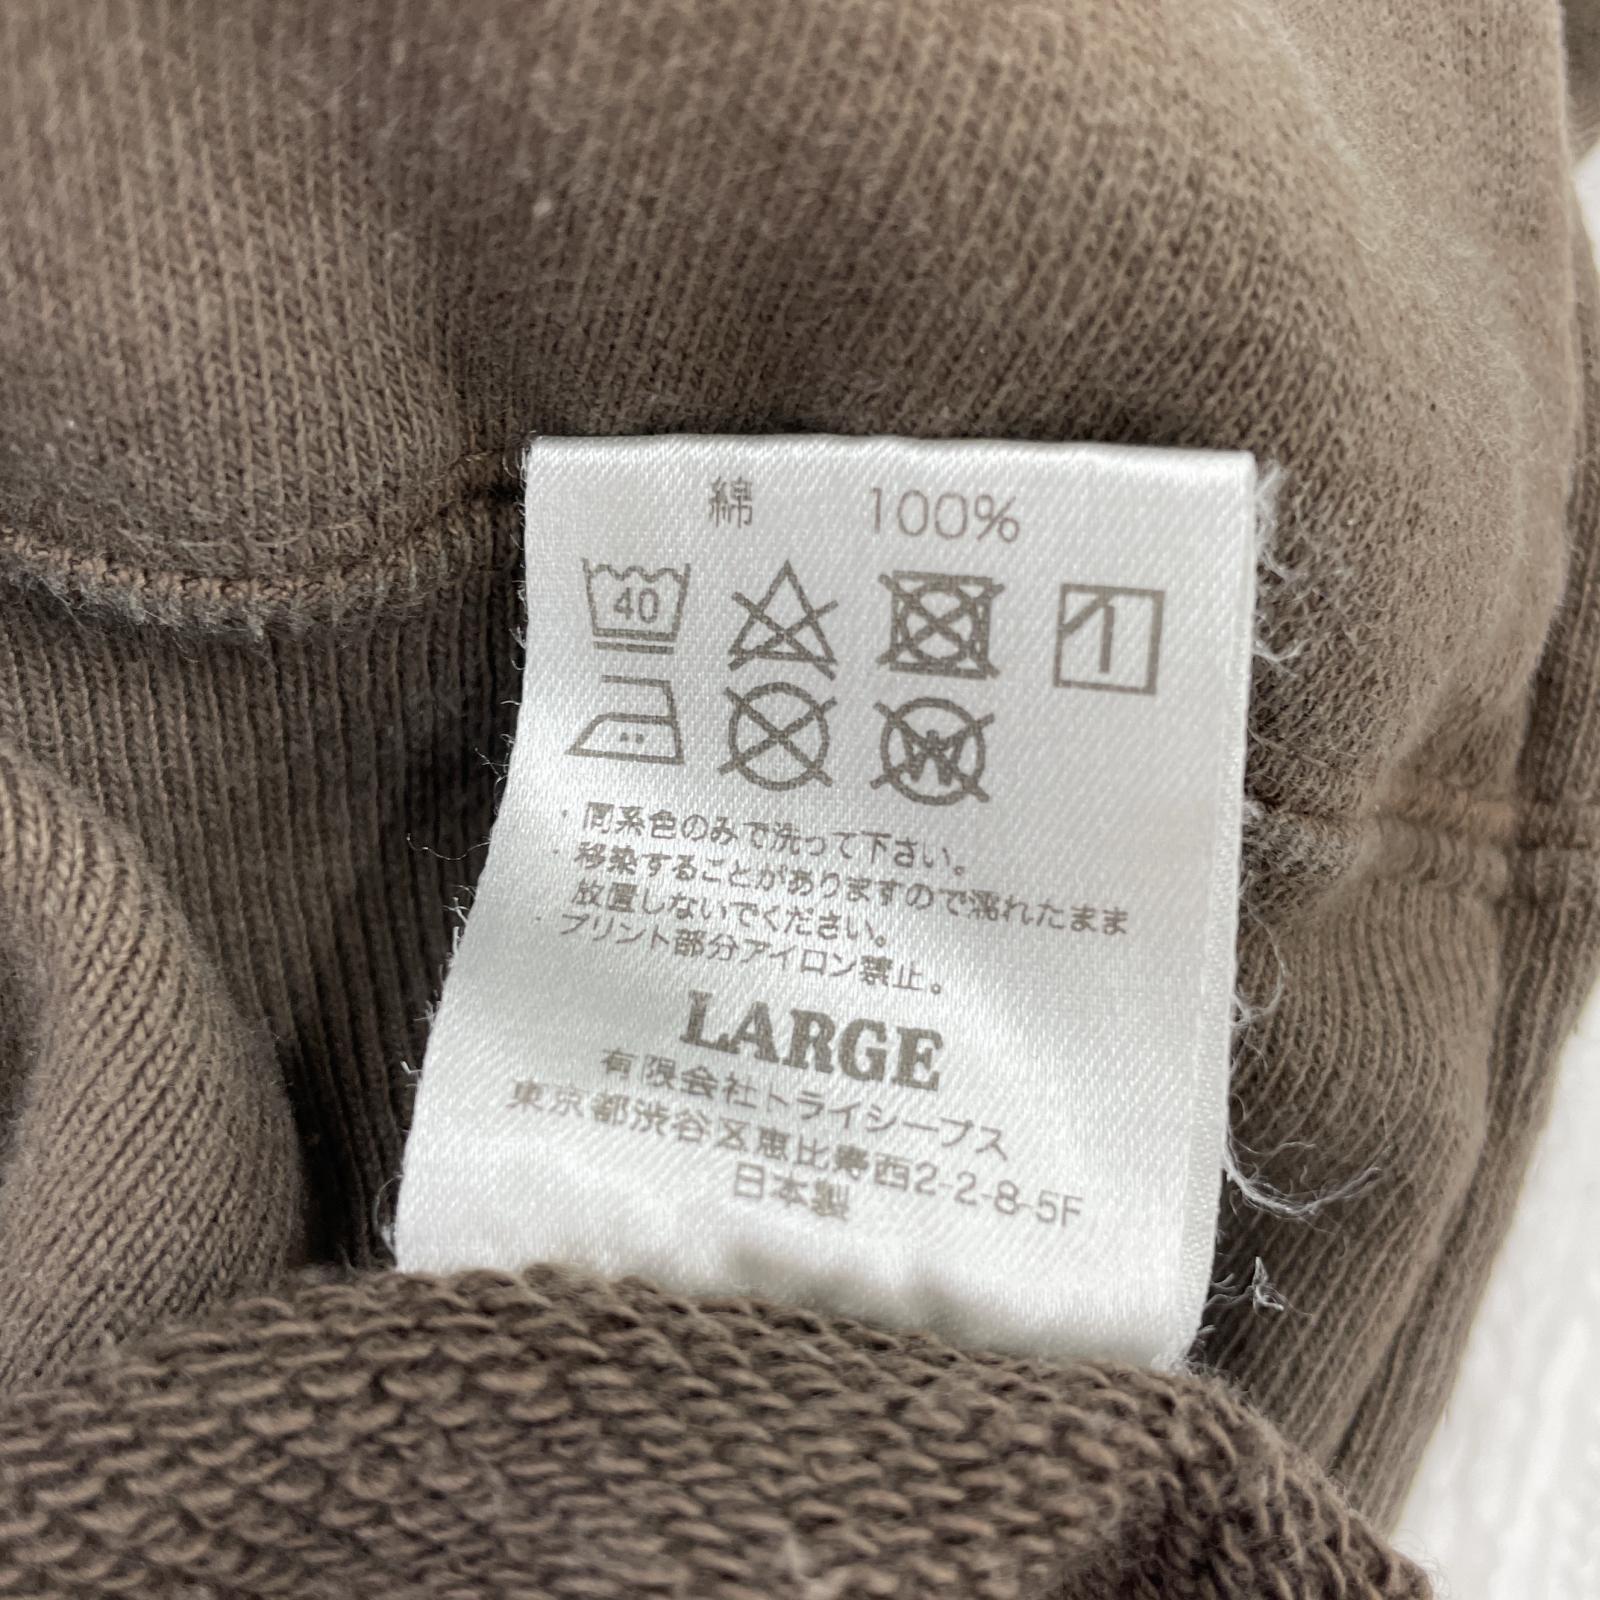 綿 100%
40
W
・同系色のみで洗って下さい。
・移染することがありますので濡れたまま
放置しないでください。
・プリント部分アイロン禁止。
LARGE
有限会社トライシープス
東京都渋谷区恵比寿西2-2-8-5F
日本製